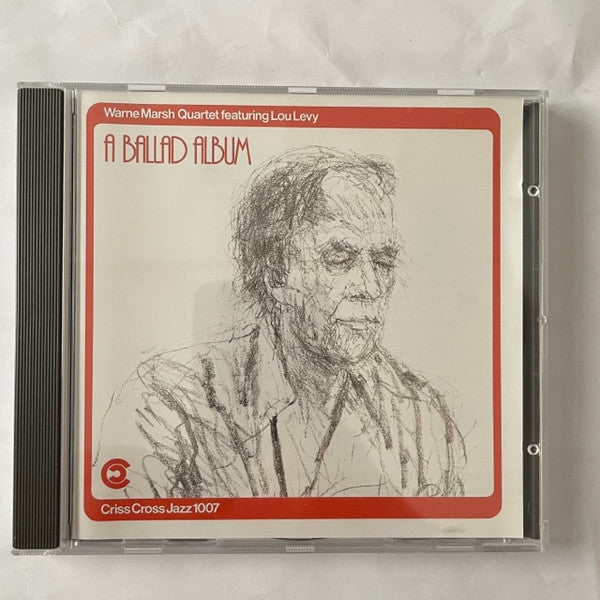 Warne Marsh Quartet featuring Lou Levy
A BALLAD ALBUM
Criss Cross Jazz 1007